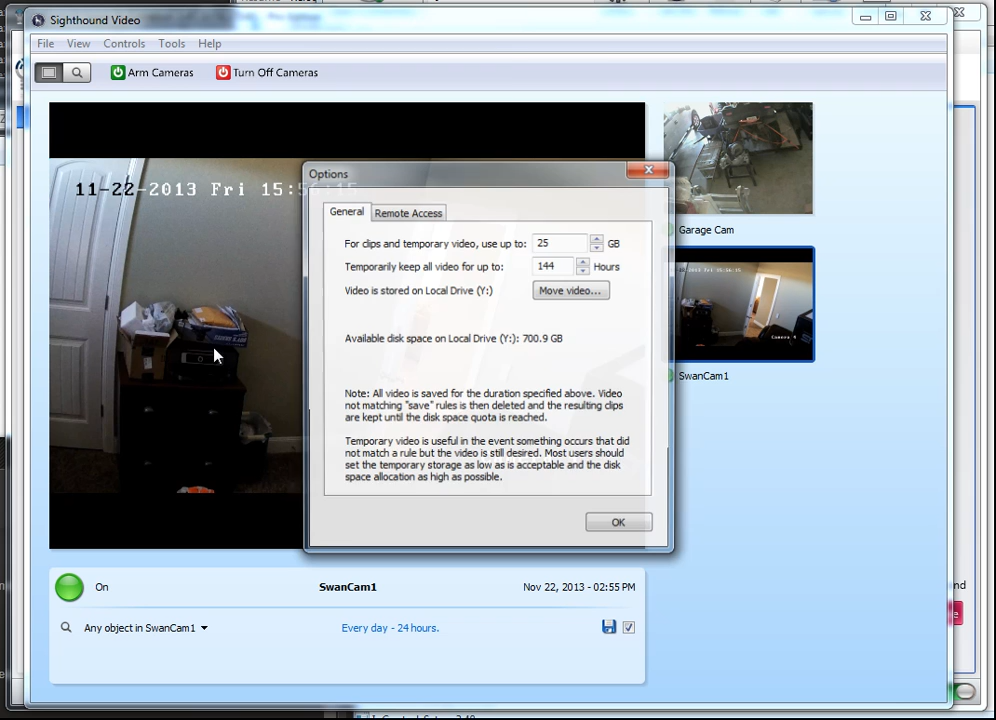 Sighthound Video
File View Controls Tools Help
Arm Cameras Turn Off Cameras
11-22-2013 Fri 15:56:15
Options
General Remote Access
For clips and temporary video, use up to: 25 GB
Temporarily keep all video for up to: 144 Hours
Video is stored on Local Drive (Y:) Move video...
Available disk space on Local Drive (Y:): 700.9 GB
Note: All video is saved for the duration specified above. Video
not matching "save" rules is then deleted and the resulting clips
are kept until the disk space quota is reached.
Temporary video is useful in the event something occurs that did
not match a rule but the video is still desired. Most users should
set the temporary storage as low as is acceptable and the disk
space allocation as high as possible.
OK
Garage Cam
Camera 4
SwanCam1
On SwanCam1 Nov 22, 2013 - 02:55 PM
Any object in SwanCam1 Every day - 24 hours.
nd